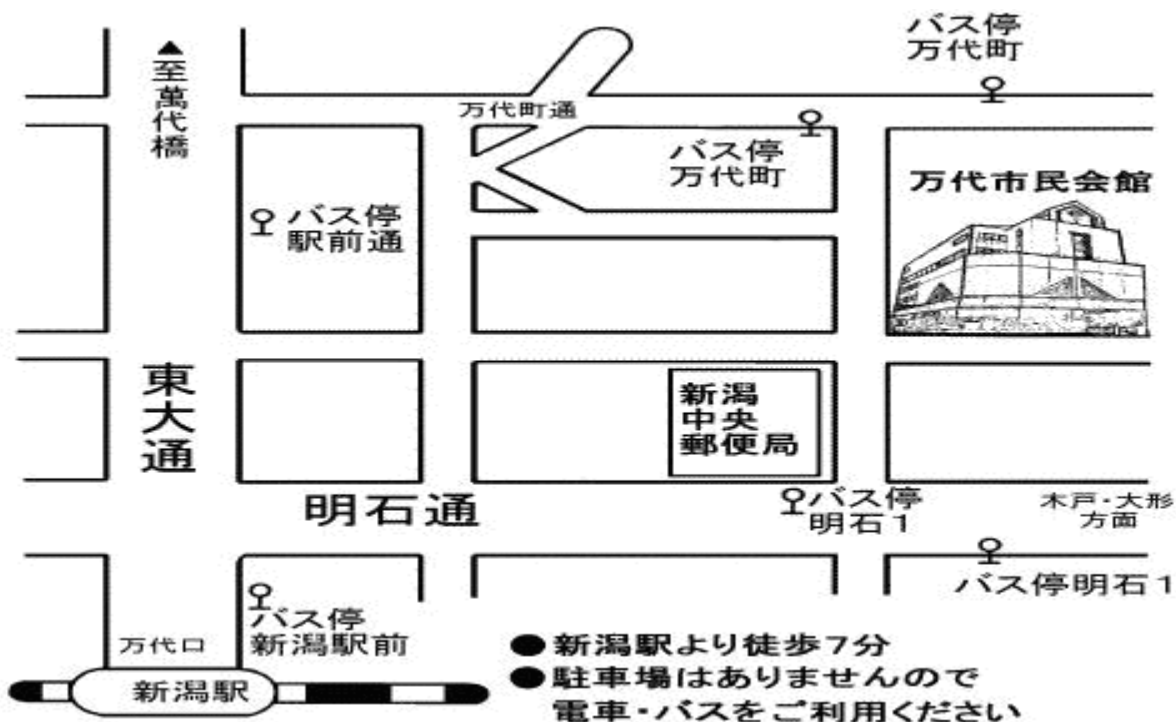 バス停
万代町
▲至萬代橋
万代町通
バス停
万代町
万代市民会館
バス停
駅前通
東大通
新潟
中央
郵便局
明石通
バス停
明石1
木戸・大形
方面
バス停明石1
バス停
新潟駅前
万代口
新潟駅
●新潟駅より徒歩7分
●駐車場はありませんので
電車・バスをご利用ください